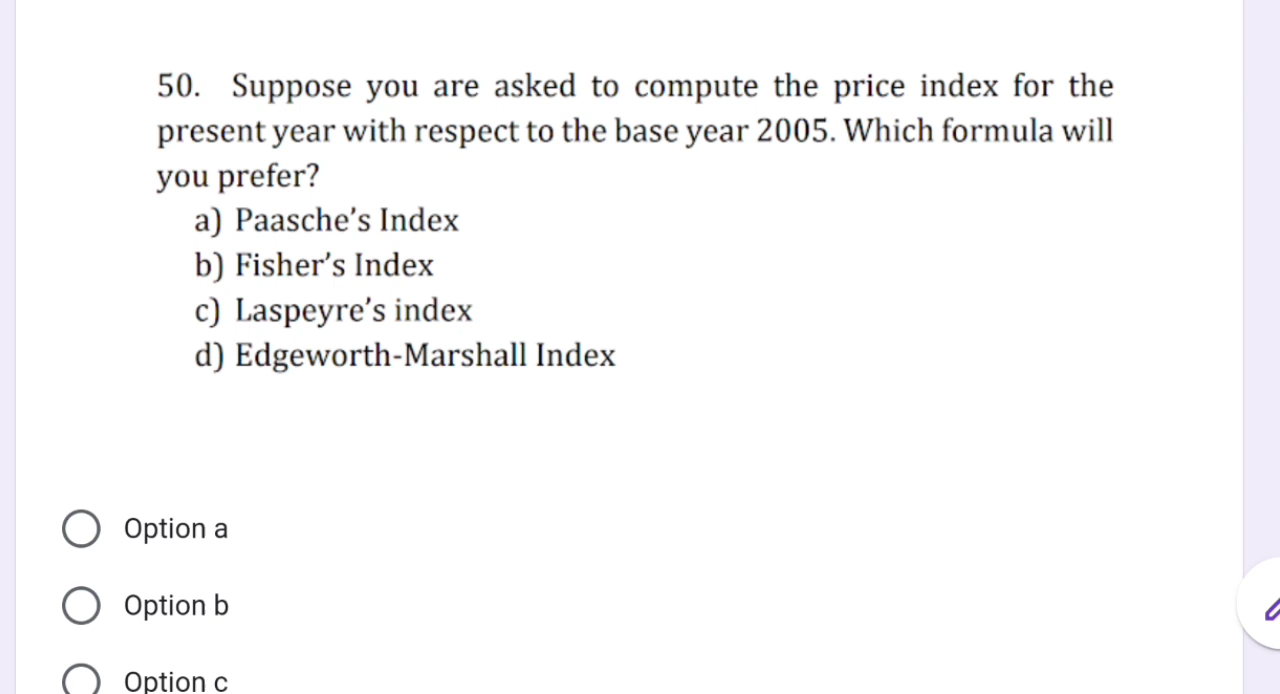 50. Suppose you are asked to compute the price index for the
present year with respect to the base year 2005. Which formula will
you prefer?
a) Paasche’s Index
b) Fisher’s Index
c) Laspeyre’s index
d) Edgeworth-Marshall Index
Option a
Option b
Option c